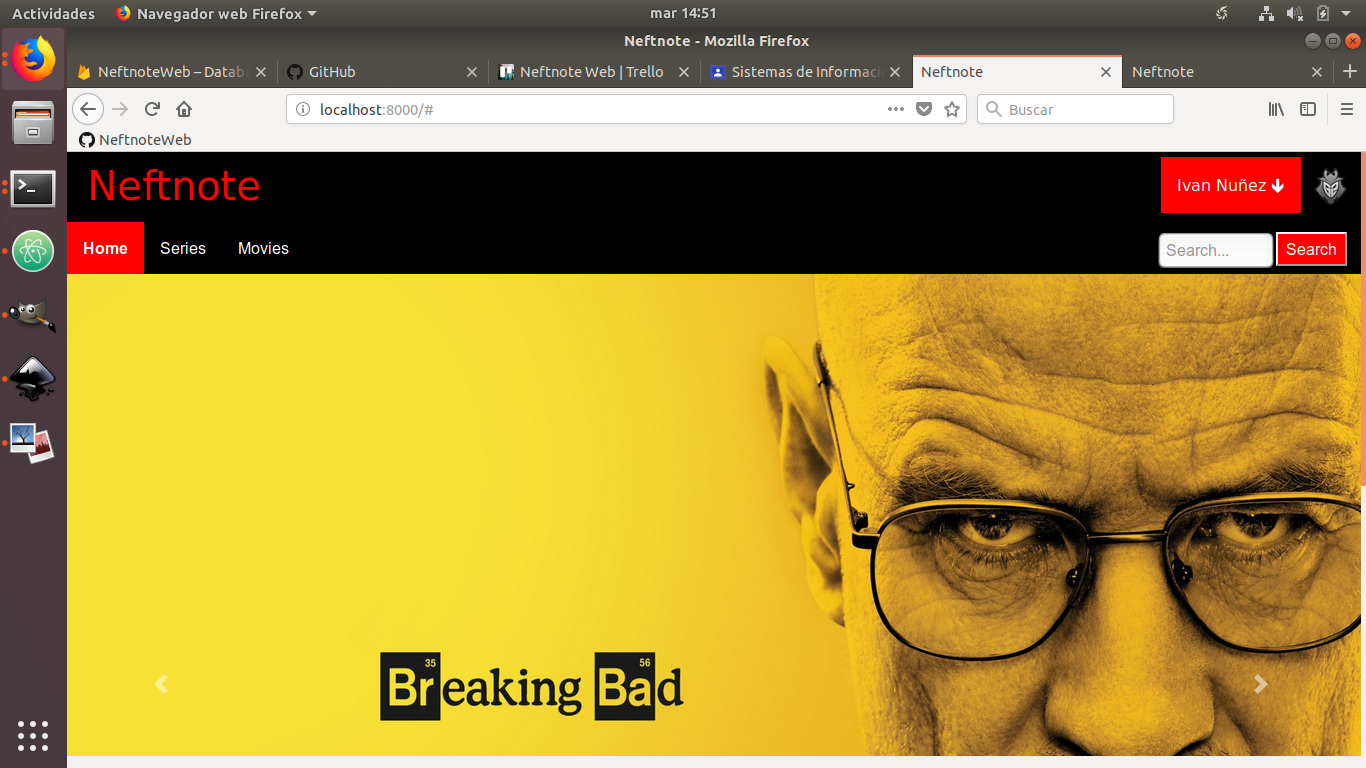 Actividades Navegador web Firefox mar 14:51
Neftnote - Mozilla Firefox
NeftnoteWeb – Databa GitHub Neftnote Web | Trello Sistemas de Informaci Neftnote Neftnote
localhost:8000/# Buscar
NeftnoteWeb
Neftnote Ivan Nuñez
Home Series Movies Search... Search
35 56
Breaking Bad